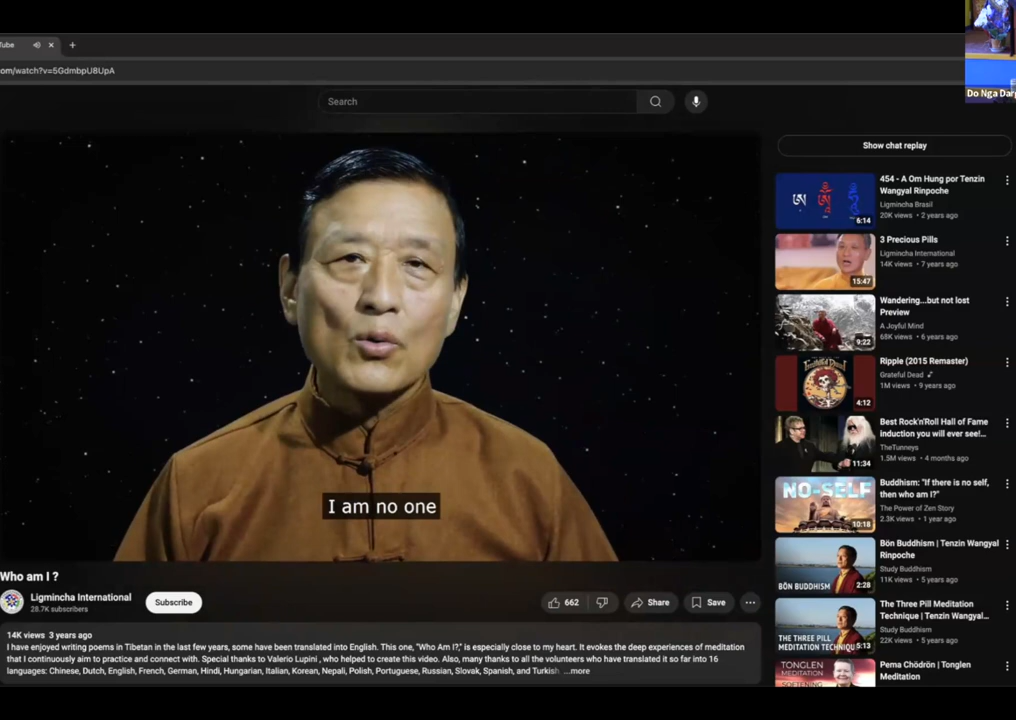 Tube
com/watch?v=5GdmbpU8UpA
Do Nga Darg
Search
Show chat replay
I am no one
Who am I ?
Ligmincha International
28.7K subscribers
Subscribe
662
Share
Save
14K views 3 years ago
I have enjoyed writing poems in Tibetan in the last few years, some have been translated into English. This one, "Who Am I?," is especially close to my heart. It evokes the deep experiences of meditation
that I continuously aim to practice and connect with. Special thanks to Valerio Lupini , who helped to create this video. Also, many thanks to all the volunteers who have translated it so far into 16
languages: Chinese, Dutch, English, French, German, Hindi, Hungarian, Italian, Korean, Nepali, Polish, Portuguese, Russian, Slovak, Spanish, and Turkish ...more
6:14
454 - A Om Hung por Tenzin
Wangyal Rinpoche
Ligmincha Brasil
20K views • 2 years ago
15:47
3 Precious Pills
Ligmincha International
14K views • 7 years ago
9:22
Wandering...but not lost
Preview
A Joyful Mind
68K views • 6 years ago
4:12
Ripple (2015 Remaster)
Grateful Dead
1M views • 9 years ago
11:34
Best Rock'n'Roll Hall of Fame
induction you will ever see!...
TheTunneys
1.5M views • 4 months ago
NO-SELF
10:18
Buddhism: "If there is no self,
then who am I?"
The Power of Zen Story
2.3K views • 1 year ago
BÖN BUDDHISM
2:28
Bön Buddhism | Tenzin Wangyal
Rinpoche
Study Buddhism
11K views • 5 years ago
THE THREE PILL
MEDITATION TECHNIQU
5:13
The Three Pill Meditation
Technique | Tenzin Wangyal...
Study Buddhism
22K views • 5 years ago
TONGLEN
MEDITATION
Pema Chödrön | Tonglen
Meditation